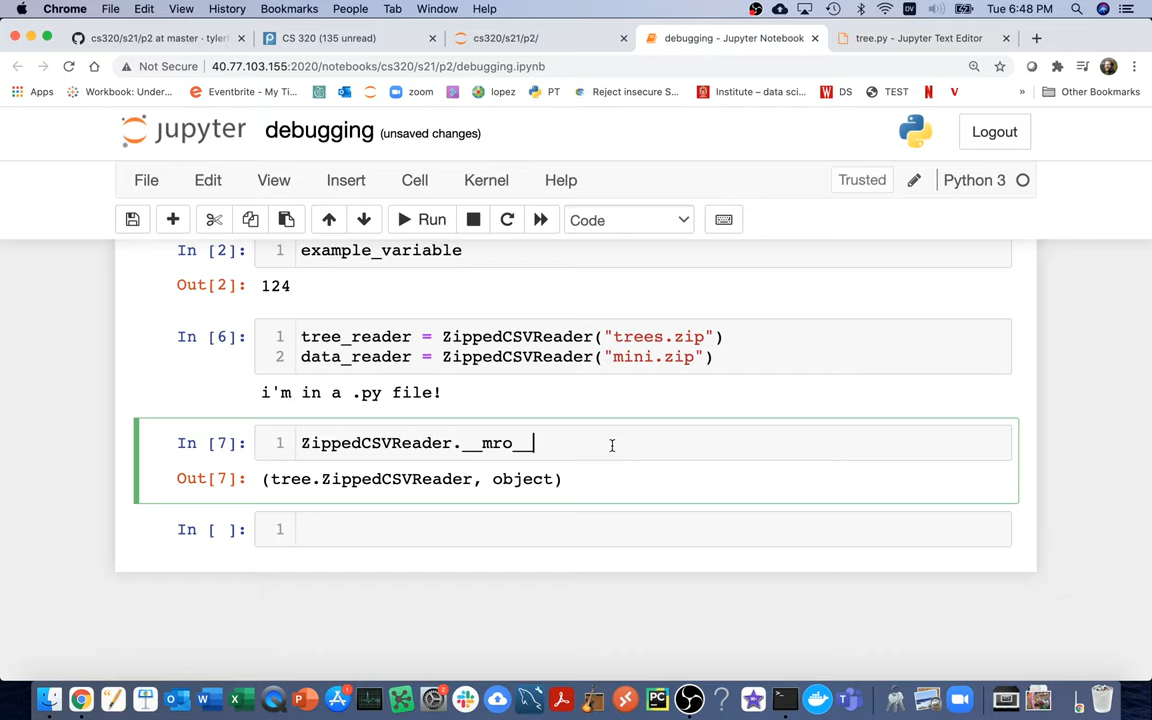 Chrome File Edit View History Bookmarks People Tab Window Help Tue 6:48 PM
cs320/s21/p2 at master · tylerh CS 320 (135 unread) cs320/s21/p2/ debugging - Jupyter Notebook tree.py - Jupyter Text Editor
Not Secure 40.77.103.155:2020/notebooks/cs320/s21/p2/debugging.ipynb
Apps Workbook: Under... Eventbrite - My Ti... zoom lopez PT Reject insecure S... Institute – data sci... DS TEST » Other Bookmarks
jupyter debugging (unsaved changes) Logout
File Edit View Insert Cell Kernel Help Trusted Python 3
Run Code
In [2]: 1 example_variable
Out[2]: 124
In [6]: 1 tree_reader = ZippedCSVReader("trees.zip")
2 data_reader = ZippedCSVReader("mini.zip")
i'm in a .py file!
In [7]: 1 ZippedCSVReader.__mro__
Out[7]: (tree.ZippedCSVReader, object)
In [ ]: 1